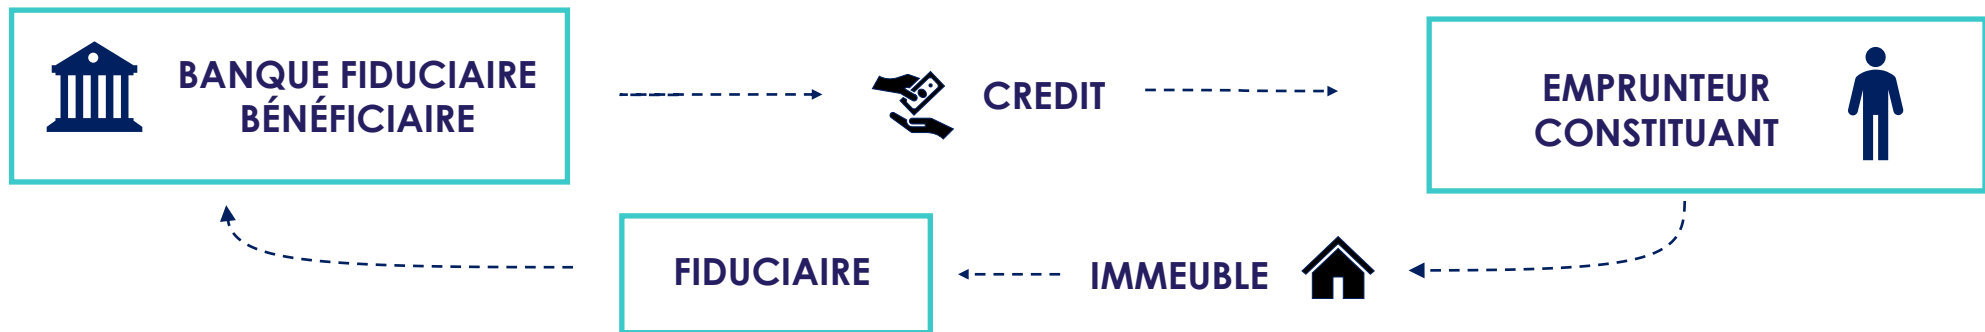 BANQUE FIDUCIAIRE
BÉNÉFICIAIRE
CREDIT
EMPRUNTEUR
CONSTITUANT
FIDUCIAIRE
IMMEUBLE